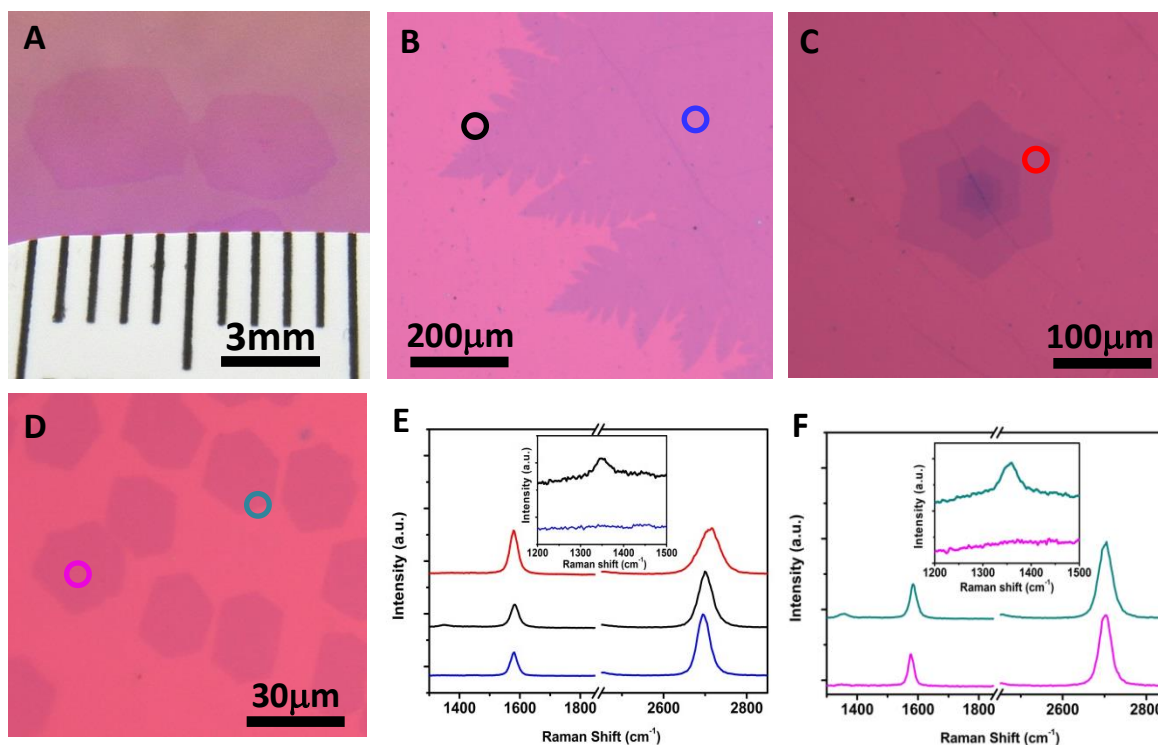 A
3mm
B
200μm
C
100μm
D
30μm
E
Intensity (a.u.)
Raman Shift (cm-1)
1400 1600 1800 2600 2800
Intensity (a.u.)
Raman shift (cm-1)
1200 1300 1400 1500
F
Intensity (a.u.)
Raman Shift (cm-1)
1400 1600 1800 2600 2800
Intensity (a.u.)
Raman shift (cm-1)
1200 1300 1400 1500